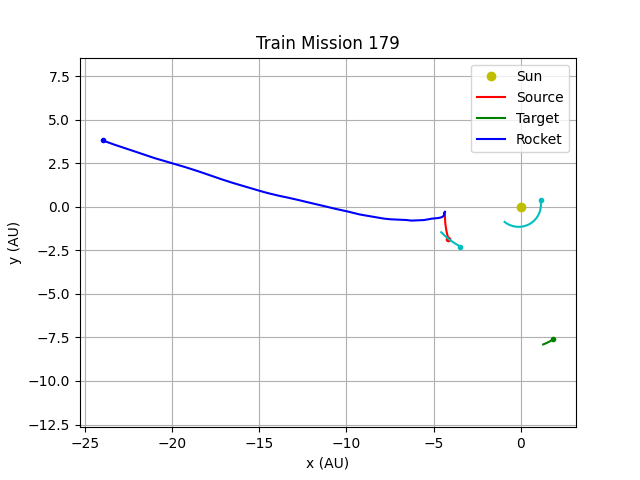 Train Mission 179
Sun
Source
Target
Rocket
7.5
5.0
2.5
0.0
−2.5
−5.0
−7.5
−10.0
−12.5
y (AU)
−25
−20
−15
−10
−5
0
x (AU)